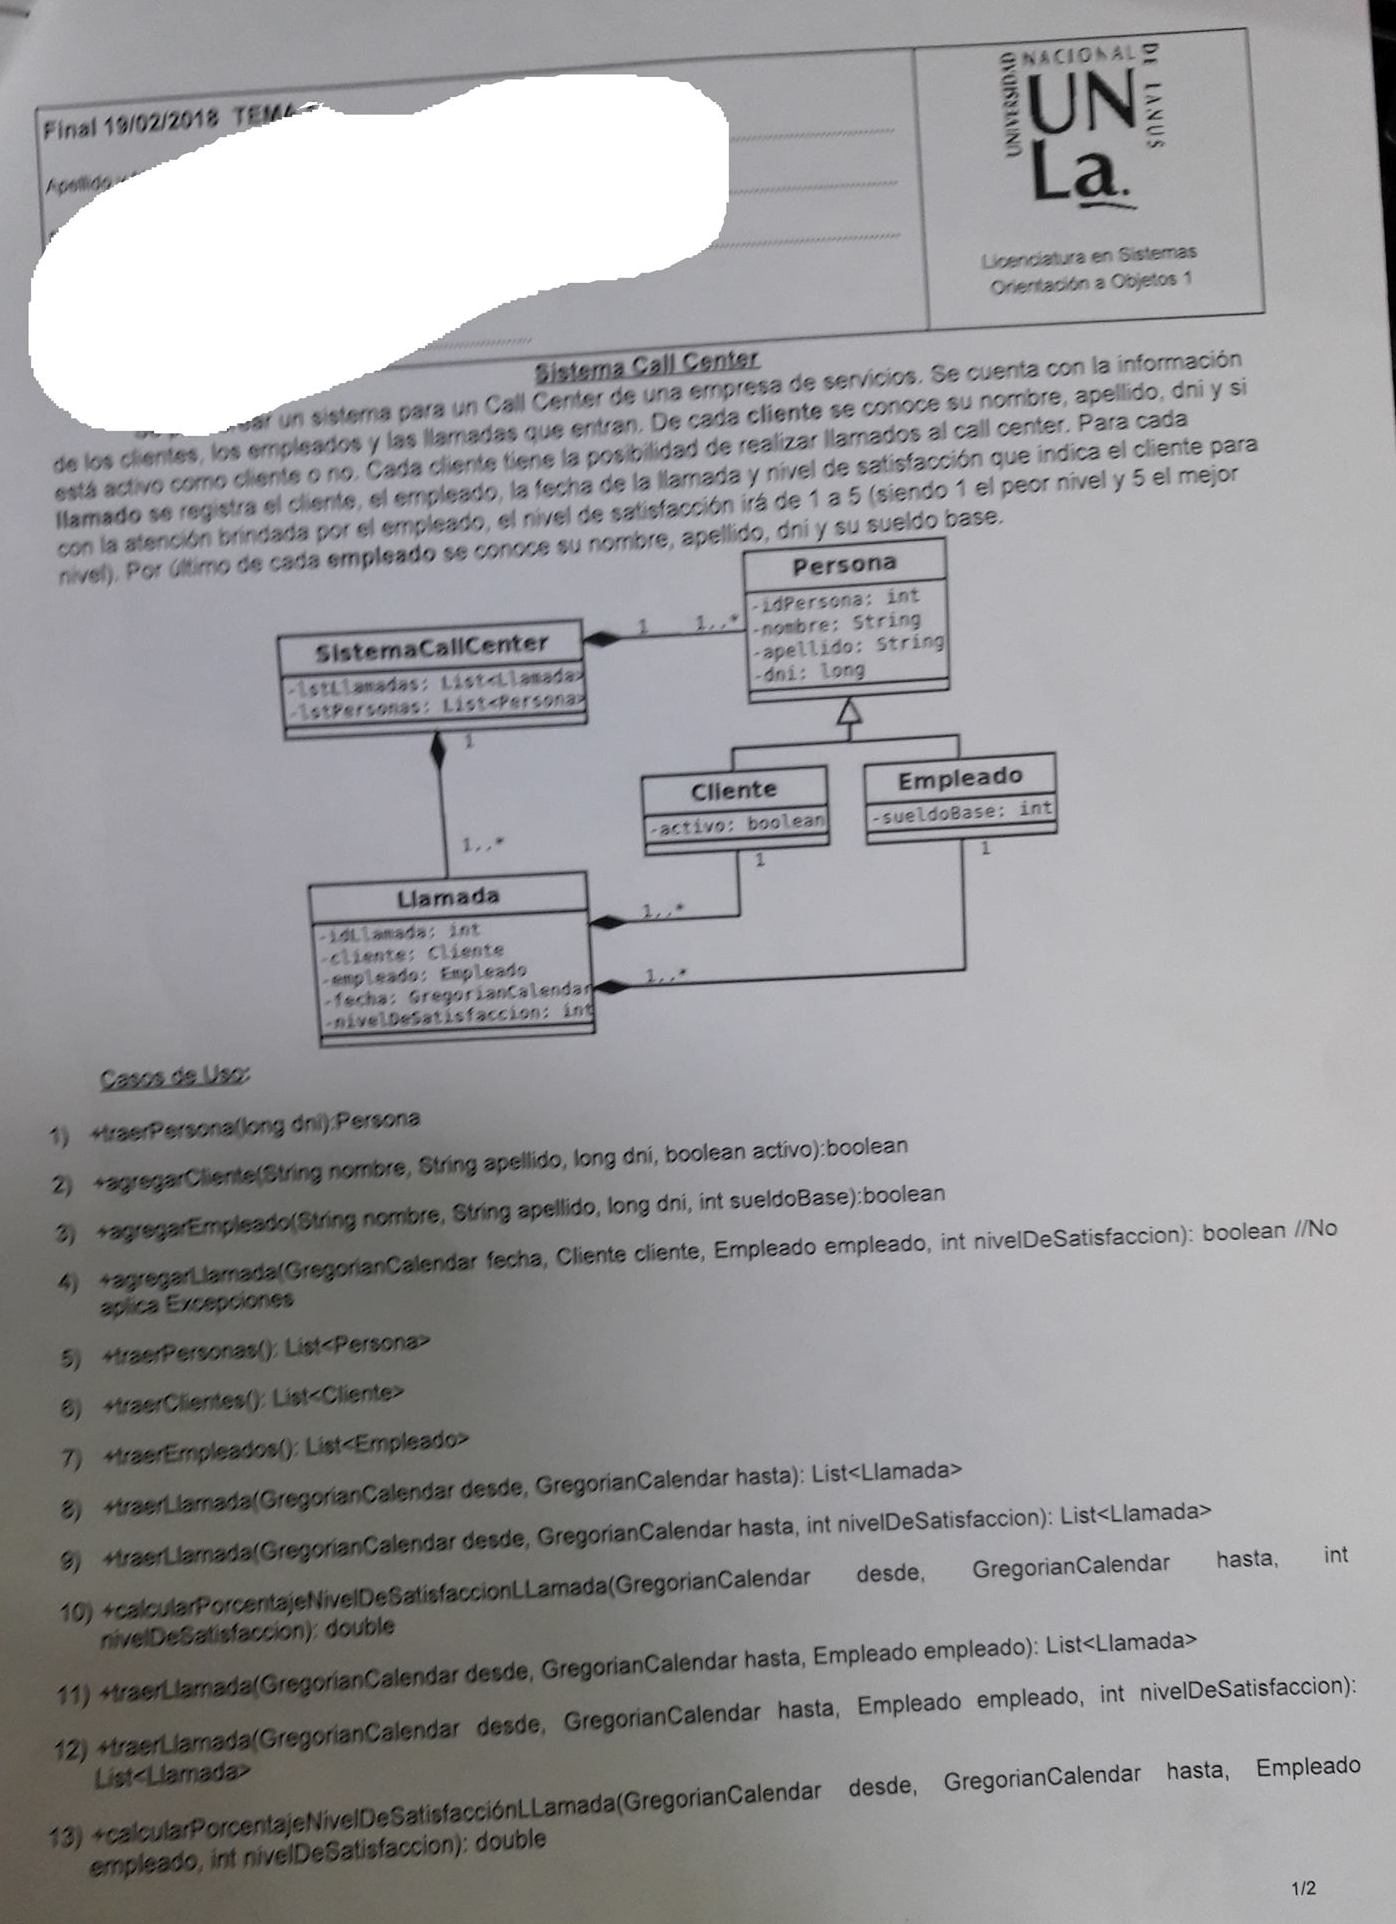 Final 19/02/2018 TEMA
Apellido
UNIVERSIDAD NACIONAL DE LANUS
UNLa.
Licenciatura en Sistemas
Orientación a Objetos 1
Sistema Call Center
un sistema para un Call Center de una empresa de servicios. Se cuenta con la información
de los clientes, los empleados y las llamadas que entran. De cada cliente se conoce su nombre, apellido, dni y si
está activo como cliente o no. Cada cliente tiene la posibilidad de realizar llamados al call center. Para cada
llamado se registra el cliente, el empleado, la fecha de la llamada y nivel de satisfacción que indica el cliente para
con la atención brindada por el empleado, el nivel de satisfacción irá de 1 a 5 (siendo 1 el peor nivel y 5 el mejor
nivel). Por último de cada empleado se conoce su nombre, apellido, dni y su sueldo base.
Persona
-idPersona: int
-nombre: String
-apellido: String
-dni: long
SistemaCallCenter
-lstLlamadas: List<Llamada>
-lstPersonas: List<Persona>
1 1..*
1
1..*
Cliente
-activo: boolean
1
Empleado
-sueldoBase: int
1
Llamada
-idLlamada: int
-cliente: Cliente
-empleado: Empleado
-fecha: GregorianCalendar
-nivelDeSatisfaccion: int
1..*
1..*
Casos de Uso:
1) +traerPersona(long dni):Persona
2) +agregarCliente(String nombre, String apellido, long dni, boolean activo):boolean
3) +agregarEmpleado(String nombre, String apellido, long dni, int sueldoBase):boolean
4) +agregarLlamada(GregorianCalendar fecha, Cliente cliente, Empleado empleado, int nivelDeSatisfaccion): boolean //No
aplica Excepciones
5) +traerPersonas(): List<Persona>
6) +traerClientes(): List<Cliente>
7) +traerEmpleados(): List<Empleado>
8) +traerLlamada(GregorianCalendar desde, GregorianCalendar hasta): List<Llamada>
9) +traerLlamada(GregorianCalendar desde, GregorianCalendar hasta, int nivelDeSatisfaccion): List<Llamada>
10) +calcularPorcentajeNivelDeSatisfaccionLLamada(GregorianCalendar desde, GregorianCalendar hasta, int
nivelDeSatisfaccion): double
11) +traerLlamada(GregorianCalendar desde, GregorianCalendar hasta, Empleado empleado): List<Llamada>
12) +traerLlamada(GregorianCalendar desde, GregorianCalendar hasta, Empleado empleado, int nivelDeSatisfaccion):
List<Llamada>
13) +calcularPorcentajeNivelDeSatisfacciónLLamada(GregorianCalendar desde, GregorianCalendar hasta, Empleado
empleado, int nivelDeSatisfaccion): double
1/2